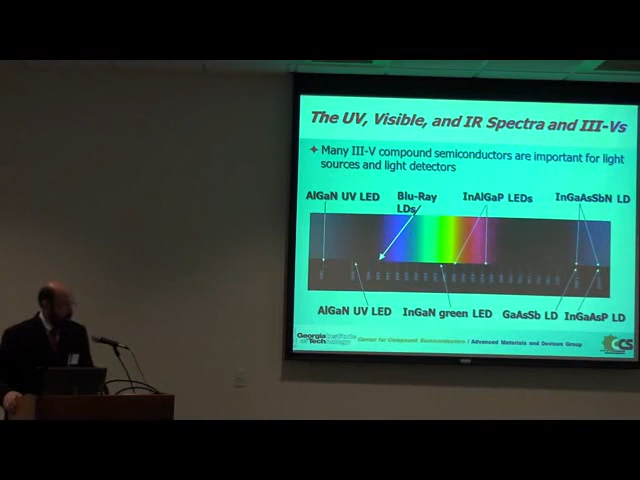 The UV, Visible, and IR Spectra and III-Vs
Many III-V compound semiconductors are important for light
sources and light detectors
AlGaN UV LED
Blu-Ray
LDs
InAlGaP LEDs
InGaAsSbN LD
AlGaN UV LED
InGaN green LED
GaAsSb LD
InGaAsP LD
Georgia Institute
of Technology
Center for Compound Semiconductors / Advanced Materials and Devices Group
CCS